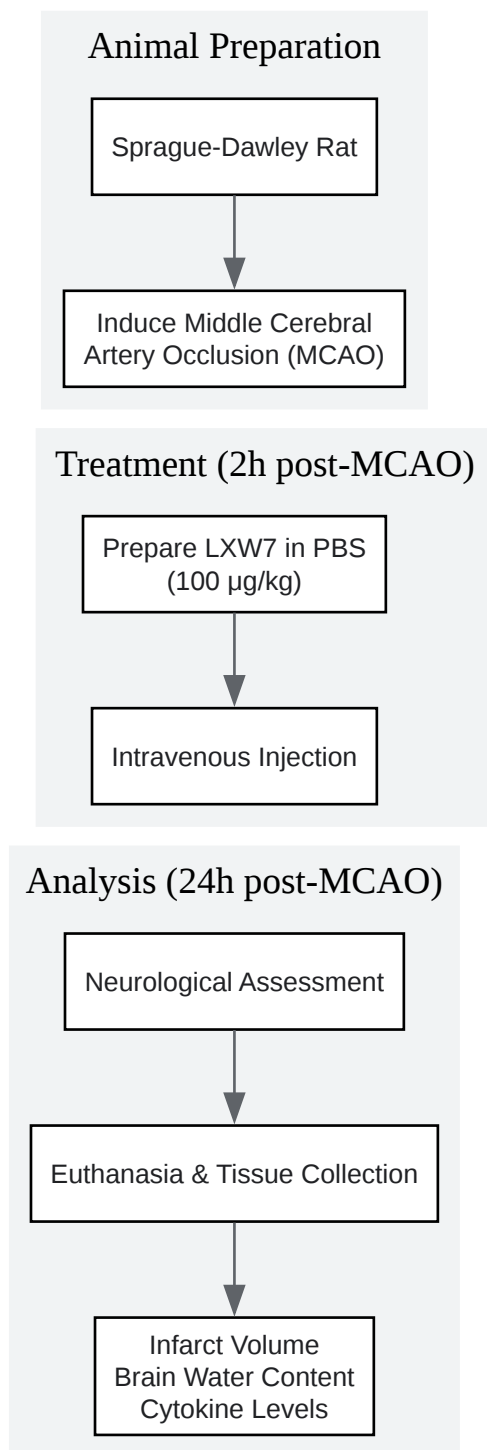 Animal Preparation
Sprague-Dawley Rat
Induce Middle Cerebral
Artery Occlusion (MCAO)
Treatment (2h post-MCAO)
Prepare LXW7 in PBS
(100 μg/kg)
Intravenous Injection
Analysis (24h post-MCAO)
Neurological Assessment
Euthanasia & Tissue Collection
Infarct Volume
Brain Water Content
Cytokine Levels